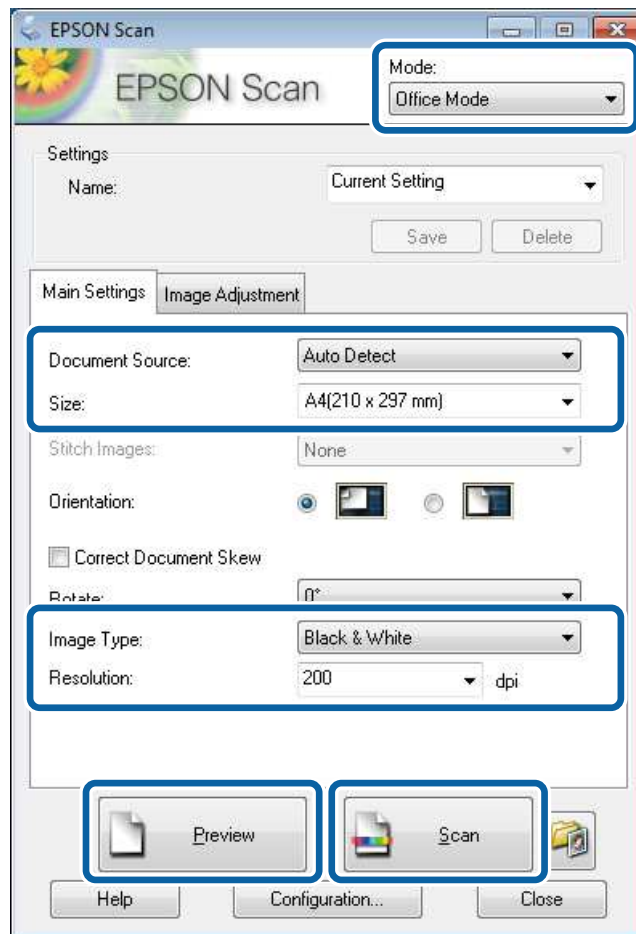 EPSON Scan
EPSON Scan
Mode:
Office Mode
Settings
Name: Current Setting
Save Delete
Main Settings Image Adjustment
Document Source: Auto Detect
Size: A4(210 x 297 mm)
Stitch Images: None
Orientation:
Correct Document Skew
Rotate: 0°
Image Type: Black & White
Resolution: 200 dpi
Preview Scan
Help Configuration... Close